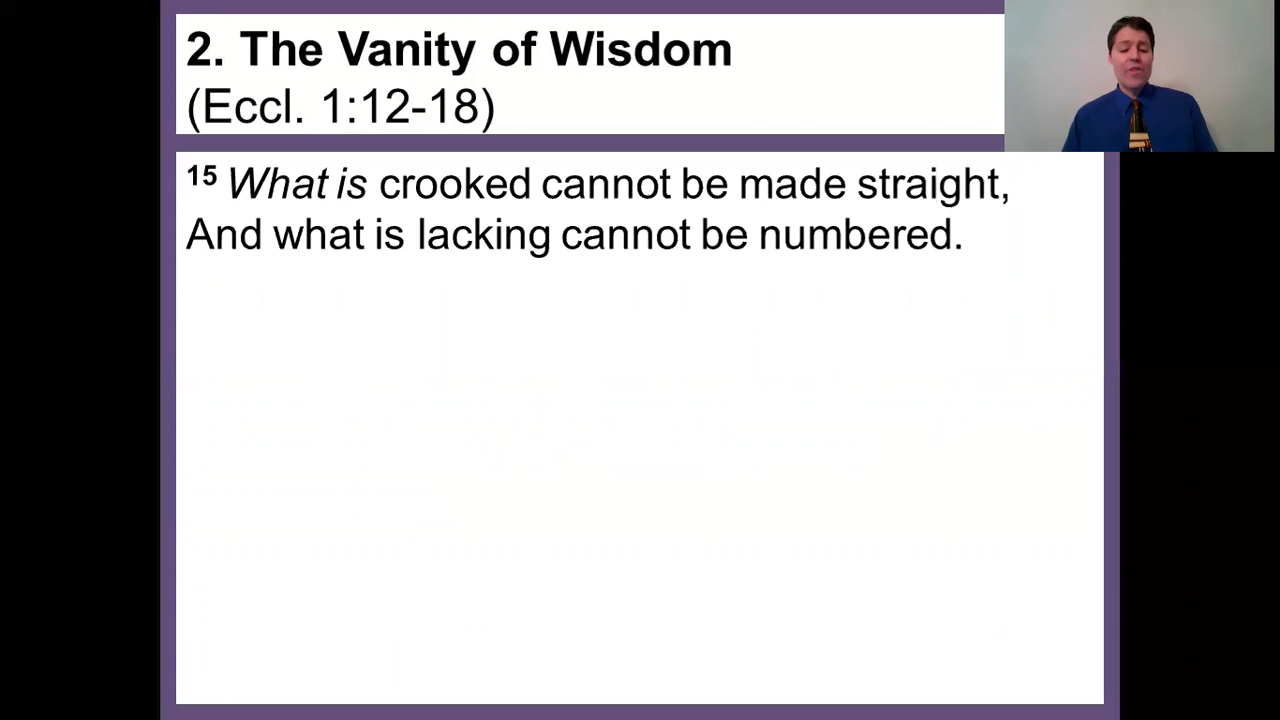 2. The Vanity of Wisdom
(Eccl. 1:12-18)
15 What is crooked cannot be made straight,
And what is lacking cannot be numbered.